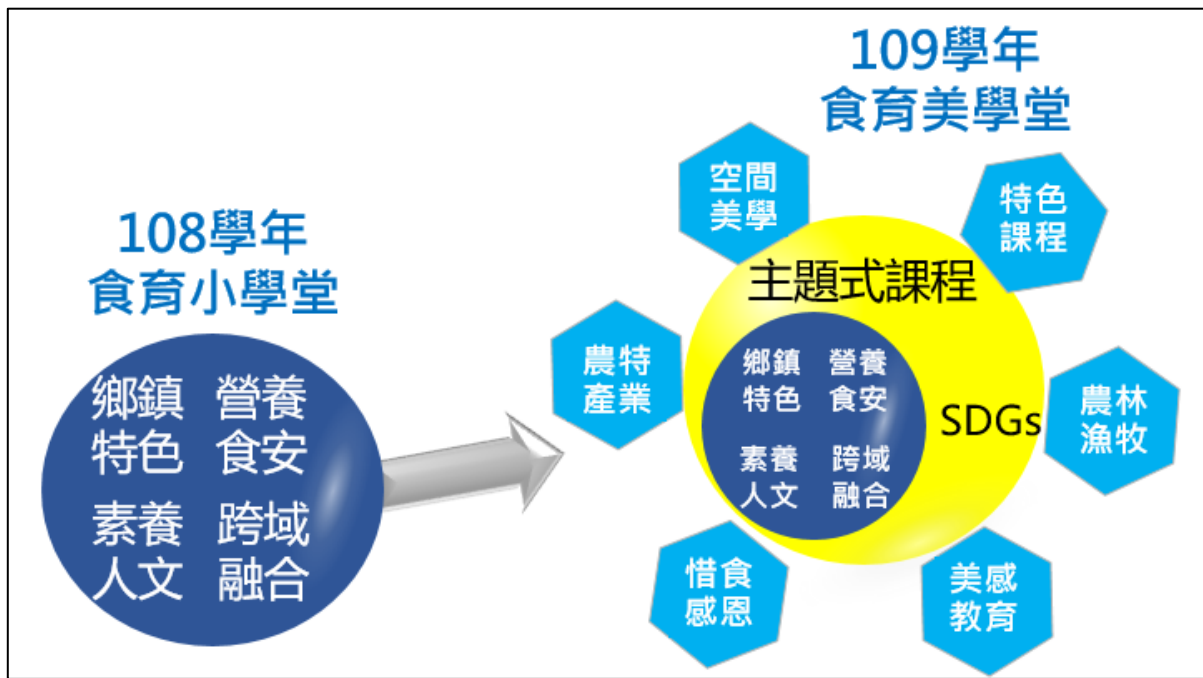 108學年
食育小學堂
鄉鎮 營養
特色 食安
素養 跨域
人文 融合
109學年
食育美學堂
空間
美學
特色
課程
主題式課程
農特
產業
鄉鎮 營養
特色 食安
素養 跨域
人文 融合
SDGs
農林
漁牧
惜食
感恩
美感
教育